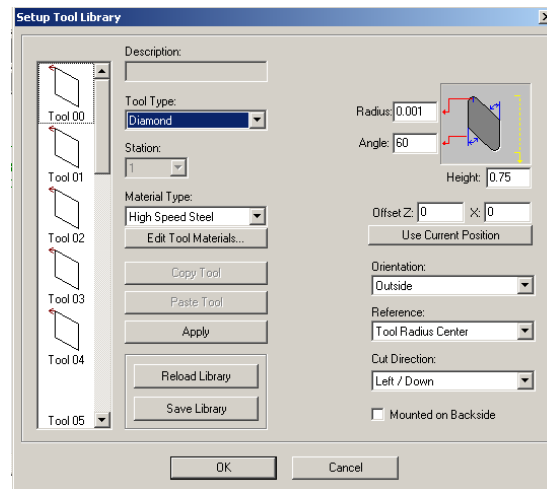 Setup Tool Library
Tool 00
Tool 01
Tool 02
Tool 03
Tool 04
Tool 05
Description:
Tool Type:
Diamond
Station:
1
Material Type:
High Speed Steel
Edit Tool Materials...
Copy Tool
Paste Tool
Apply
Reload Library
Save Library
Radius: 0.001
Angle: 60
Height: 0.75
Offset Z: 0 X: 0
Use Current Position
Orientation:
Outside
Reference:
Tool Radius Center
Cut Direction:
Left / Down
Mounted on Backside
OK
Cancel